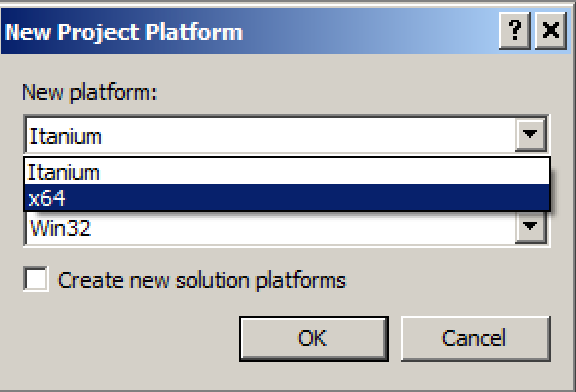 New Project Platform
New platform:
Itanium
Itanium
x64
Win32
Create new solution platforms
OK Cancel